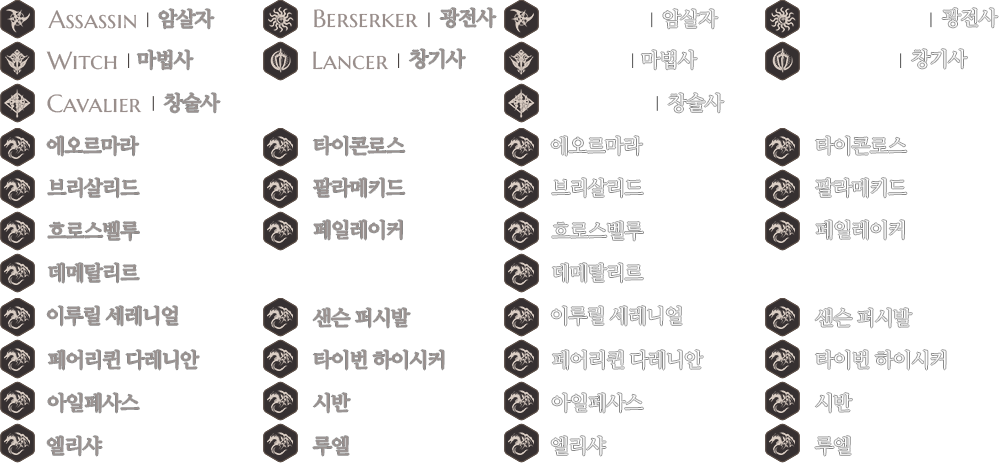 ASSASSIN | 암살자 BERSERKER | 광전사 | 암살자 | 광전사
WITCH | 마법사 LANCER | 창기사 | 마법사 | 창기사
CAVALIER | 창술사 | 창술사
에오르마라 타이콘로스 에오르마라 타이콘로스
브리살리드 팔라메키드 브리살리드 팔라메키드
흐로스벨루 페일레이커 흐로스벨루 페일레이커
데메탈리르 데메탈리르
이루릴 세레니얼 샌슨 퍼시발 이루릴 세레니얼 샌슨 퍼시발
페어리퀸 다레니안 타이번 하이시커 페어리퀸 다레니안 타이번 하이시커
아일페사스 시반 아일페사스 시반
엘리샤 루엘 엘리샤 루엘